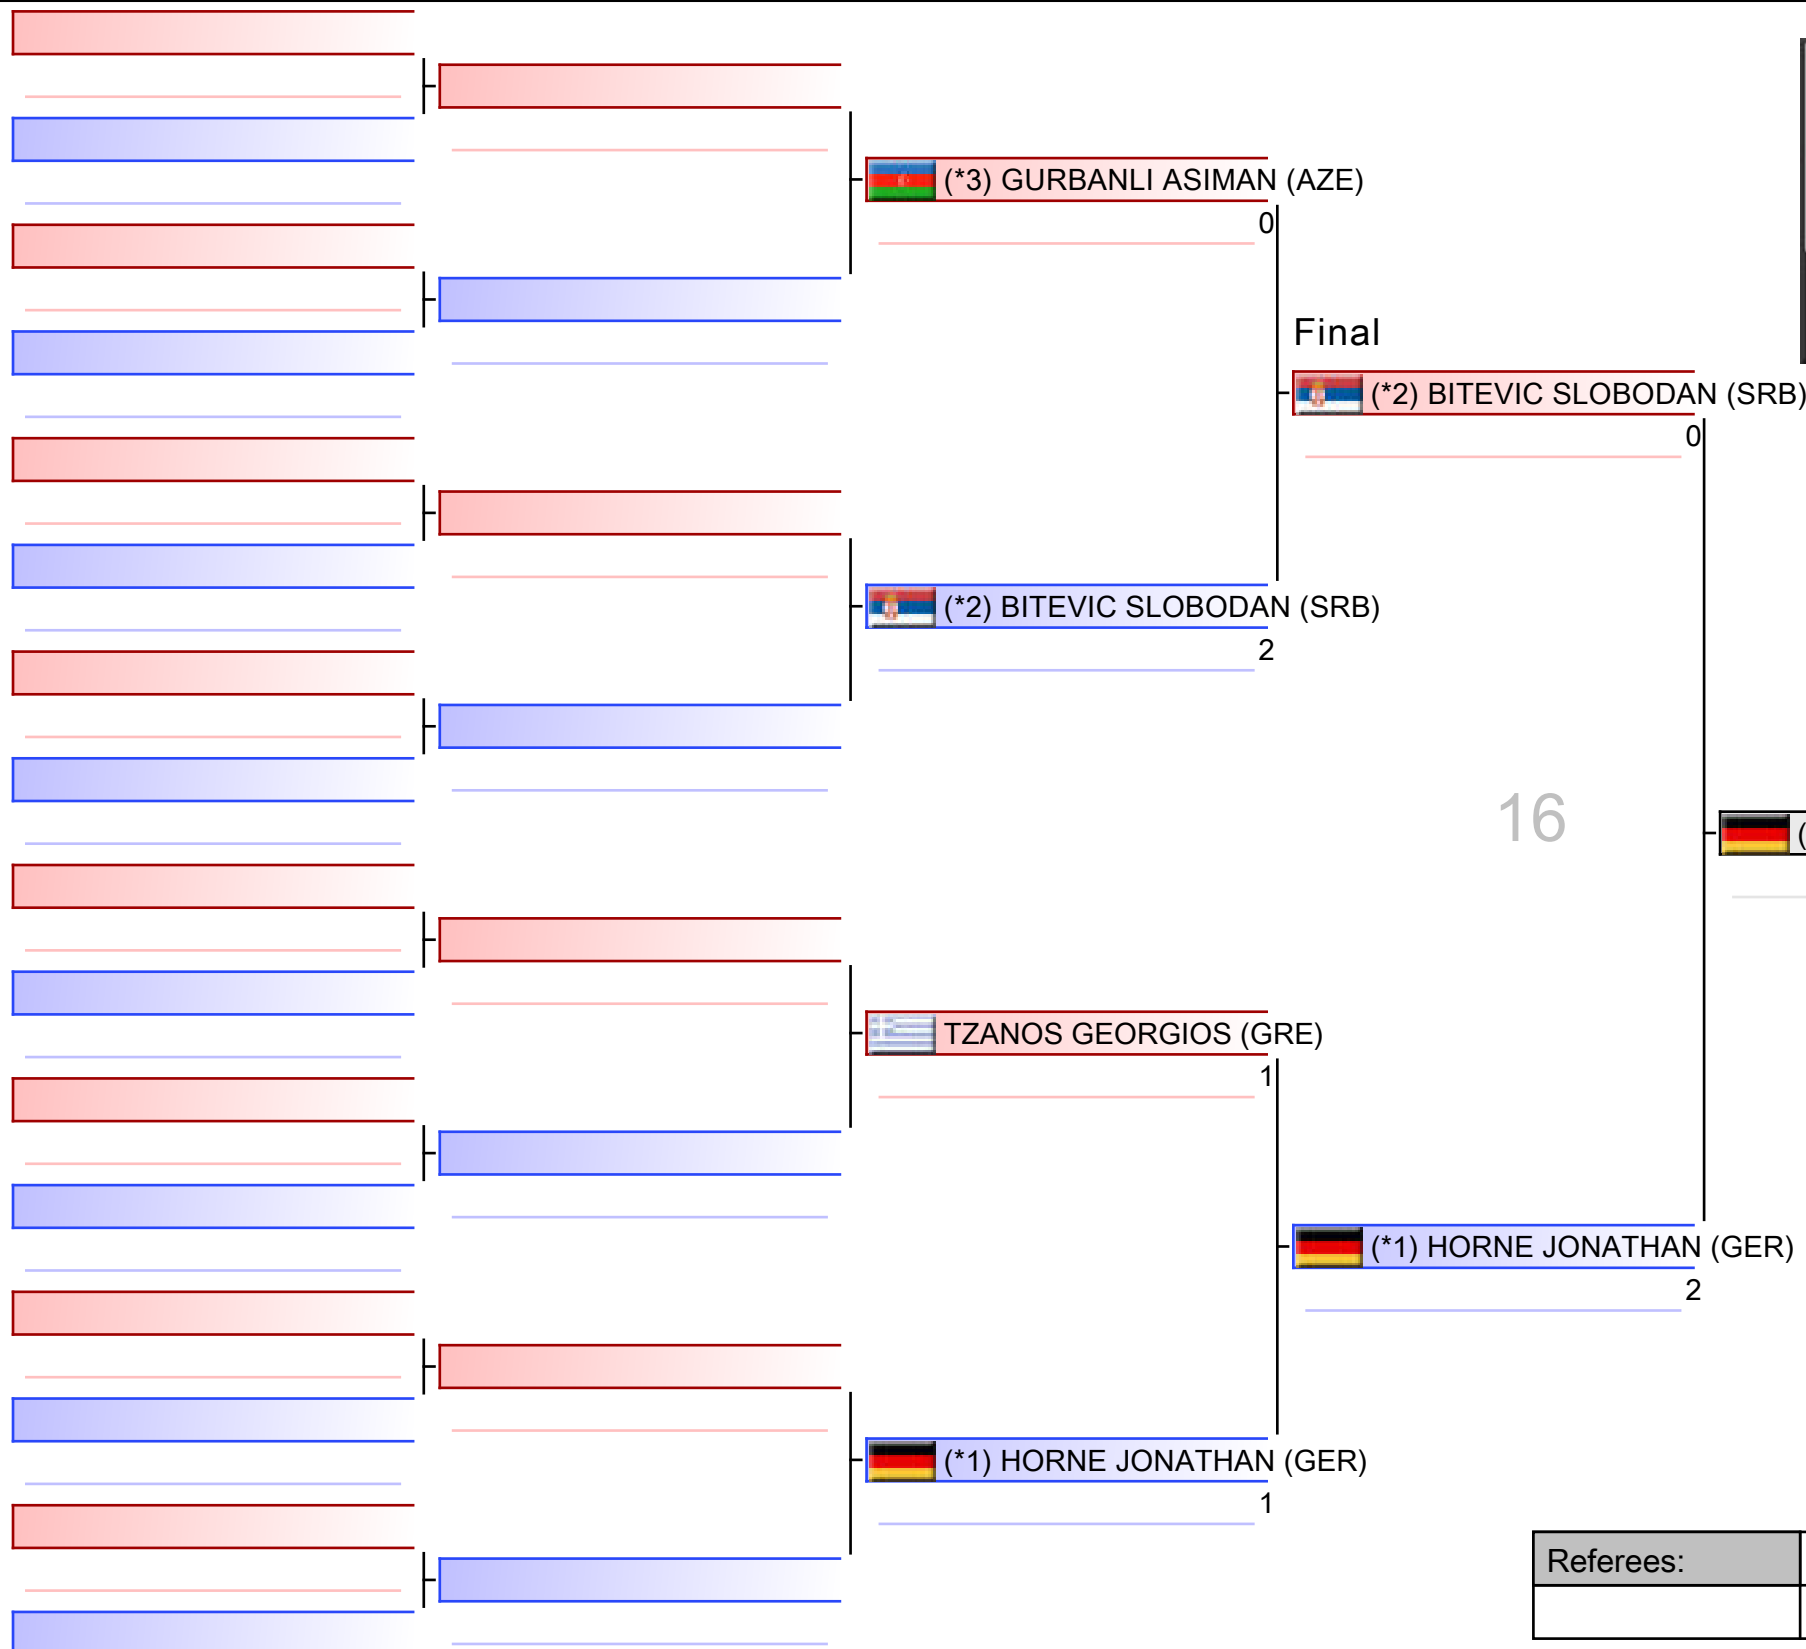 (*3) GURBANLI ASIMAN (AZE)
0
Final
(*2) BITEVIC SLOBODAN (SRB)
0
(*2) BITEVIC SLOBODAN (SRB)
2
16
(
TZANOS GEORGIOS (GRE)
1
(*1) HORNE JONATHAN (GER)
2
(*1) HORNE JONATHAN (GER)
1
Referees: